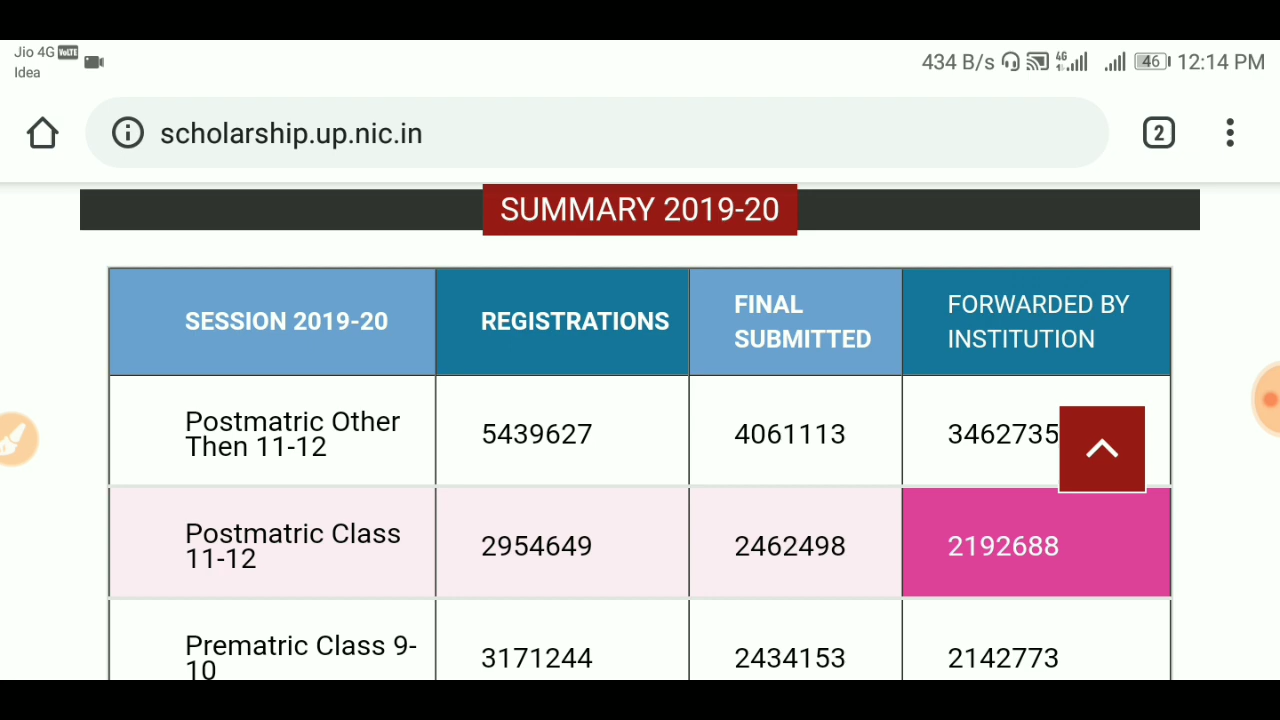 Jio 4G VoLTE
Idea
434 B/s 4G 46 12:14 PM
scholarship.up.nic.in
2
SUMMARY 2019-20
SESSION 2019-20 REGISTRATIONS FINAL SUBMITTED FORWARDED BY INSTITUTION
Postmatric Other Then 11-12 5439627 4061113 3462735
Postmatric Class 11-12 2954649 2462498 2192688
Prematric Class 9-10 3171244 2434153 2142773